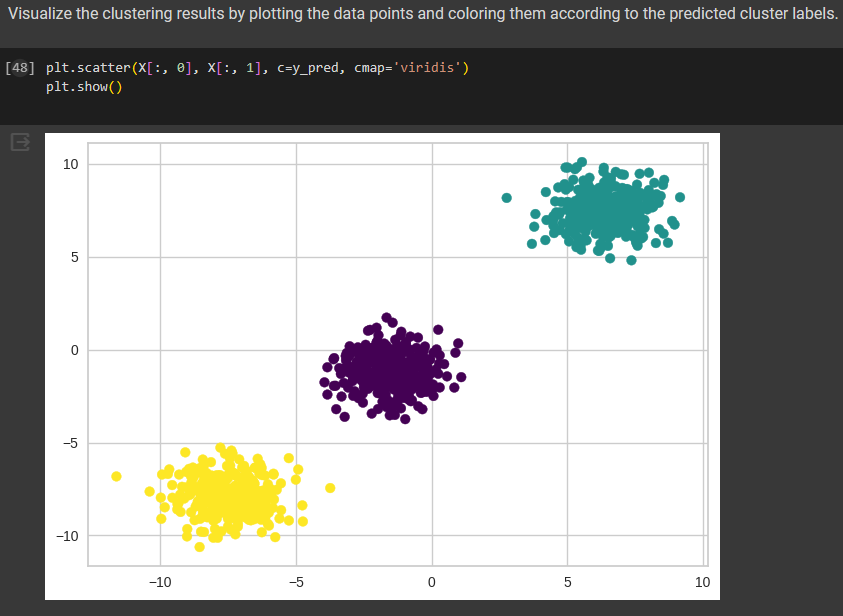 Visualize the clustering results by plotting the data points and coloring them according to the predicted cluster labels.
[48] plt.scatter(X[:, 0], X[:, 1], c=y_pred, cmap='viridis')
plt.show()
10
5
0
−5
−10
−10 −5 0 5 10